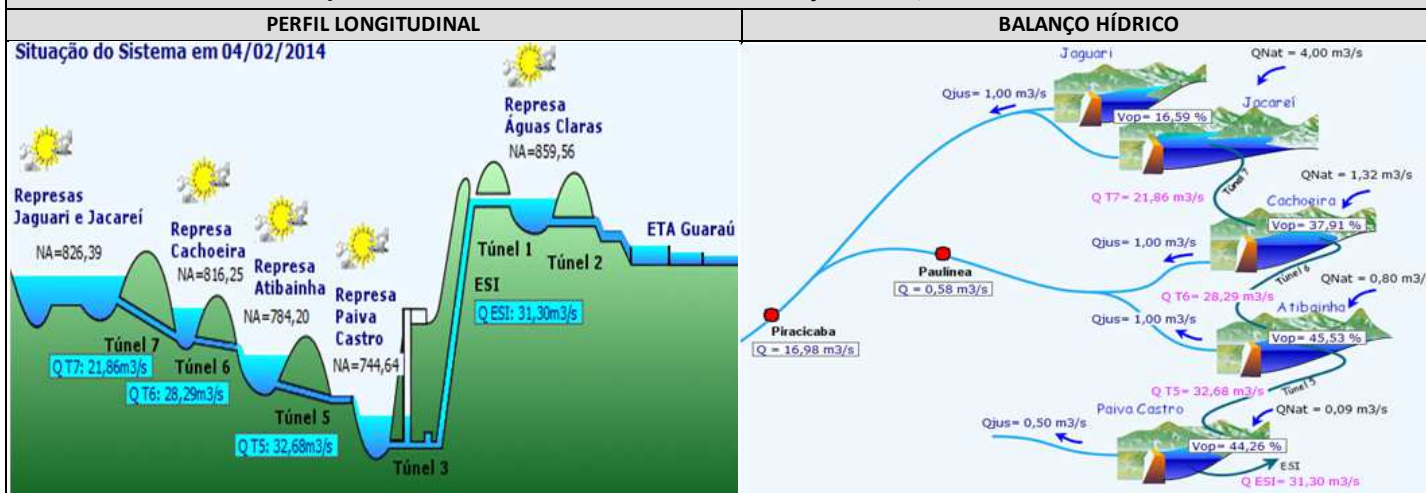 PERFIL LONGITUDINAL
Situação do Sistema em 04/02/2014
Represa
Águas Claras
NA=859,56
Represas
Jaguari e Jacareí
NA=826,39
Represa
Cachoeira
NA=816,25
Represa
Atibainha
NA=784,20
Represa
Paiva
Castro
NA=744,64
ETA Guaraú
Túnel 1
Túnel 2
ESI
Q ESI: 31,30m3/s
Túnel 7
Q T7: 21,86m3/s
Túnel 6
Q T6: 28,29m3/s
Túnel 5
Q T5: 32,68m3/s
Túnel 3
BALANÇO HÍDRICO
Jaguari
QNat = 4,00 m3/s
Qjus= 1,00 m3/s
Jacareí
Vop= 16,59 %
Túnel 7
Q T7= 21,86 m3/s
QNat = 1,32 m3/s
Cachoeira
Vop= 37,91 %
Qjus= 1,00 m3/s
Túnel 6
Q T6= 28,29 m3/s
Paulínea
Q = 0,58 m3/s
QNat = 0,80 m3/
Atibainha
Qjus= 1,00 m3/s
Vop= 45,53 %
Piracicaba
Q = 16,98 m3/s
Túnel 5
Q T5= 32,68 m3/s
Paiva Castro
QNat = 0,09 m3/s
Qjus= 0,50 m3/s
Vop= 44,26 %
ESI
Q ESI= 31,30 m3/s